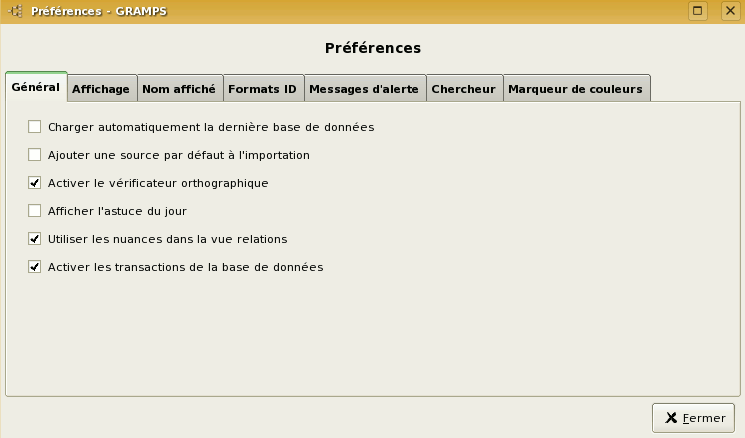 Préférences - GRAMPS
Préférences
Général Affichage Nom affiché Formats ID Messages d'alerte Chercheur Marqueur de couleurs
Charger automatiquement la dernière base de données
Ajouter une source par défaut à l'importation
Activer le vérificateur orthographique
Afficher l'astuce du jour
Utiliser les nuances dans la vue relations
Activer les transactions de la base de données
Fermer